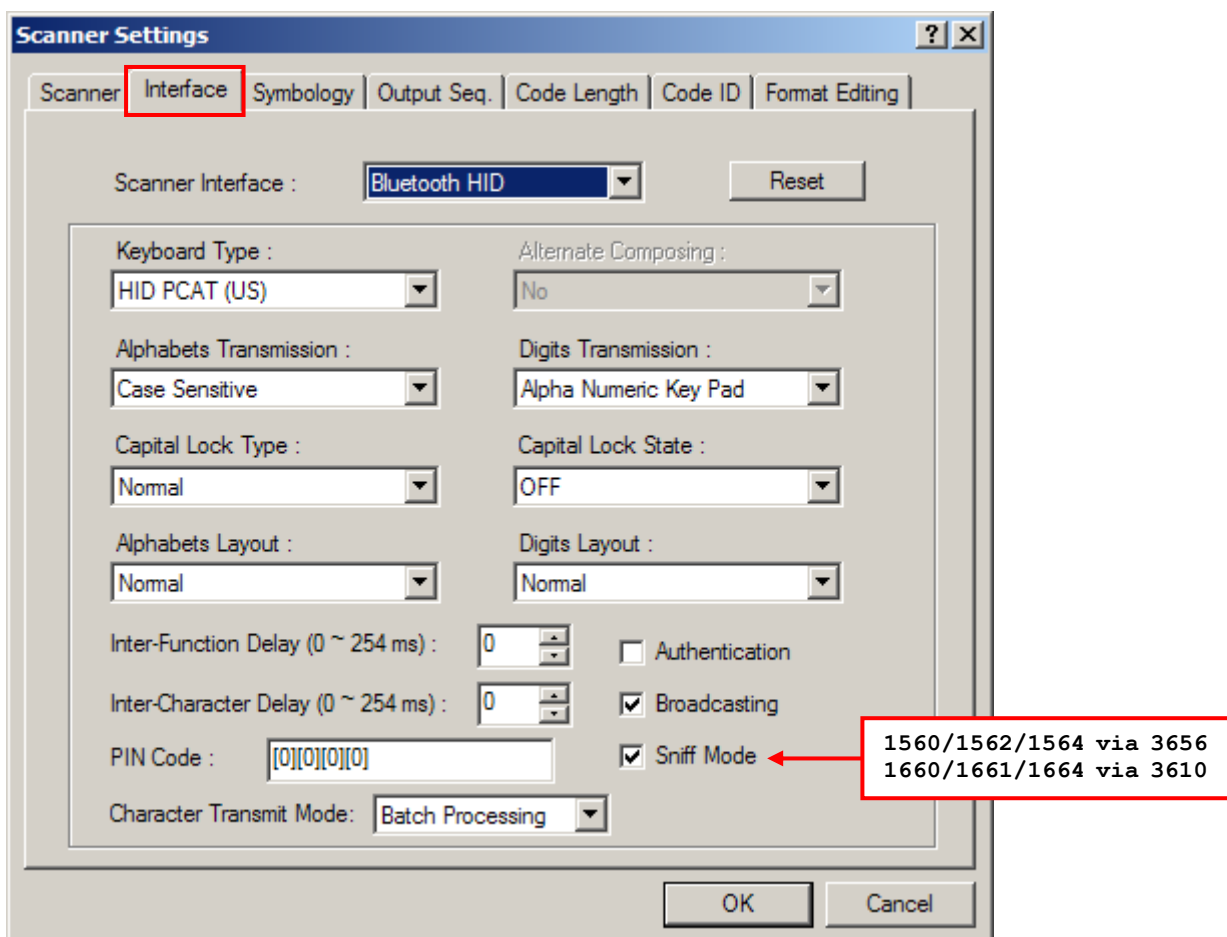 Scanner Settings
Scanner Interface Symbology Output Seq. Code Length Code ID Format Editing
Scanner Interface : Bluetooth HID Reset
Keyboard Type : Alternate Composing :
HID PCAT (US) No
Alphabets Transmission : Digits Transmission :
Case Sensitive Alpha Numeric Key Pad
Capital Lock Type : Capital Lock State :
Normal OFF
Alphabets Layout : Digits Layout :
Normal Normal
Inter-Function Delay (0 ~ 254 ms) : 0 Authentication
Inter-Character Delay (0 ~ 254 ms) : 0 Broadcasting
PIN Code : [0][0][0][0] Sniff Mode
1560/1562/1564 via 3656
1660/1661/1664 via 3610
Character Transmit Mode: Batch Processing
OK Cancel